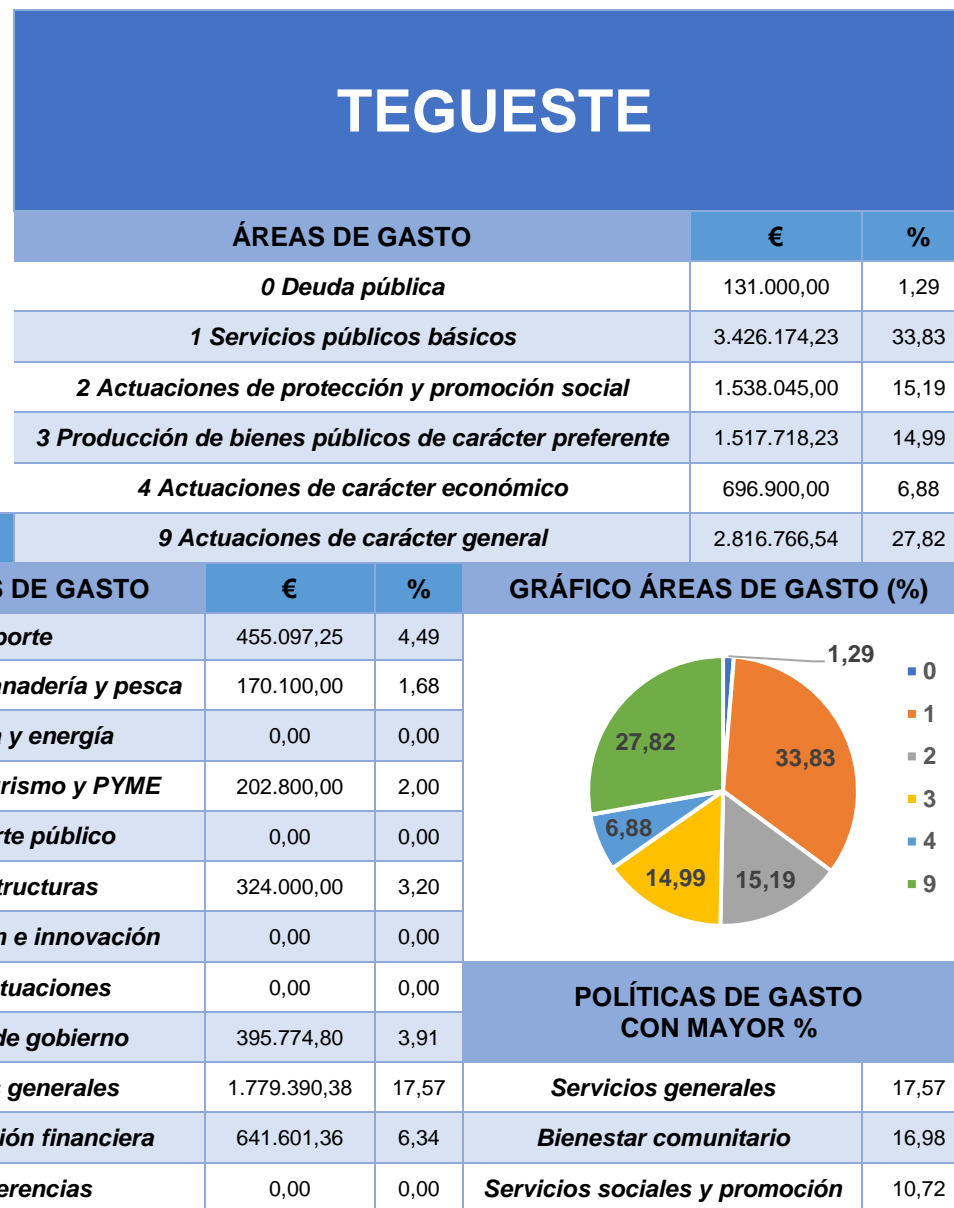 TEGUESTE
ÁREAS DE GASTO € %
0 Deuda pública 131.000,00 1,29
1 Servicios públicos básicos 3.426.174,23 33,83
2 Actuaciones de protección y promoción social 1.538.045,00 15,19
3 Producción de bienes públicos de carácter preferente 1.517.718,23 14,99
4 Actuaciones de carácter económico 696.900,00 6,88
9 Actuaciones de carácter general 2.816.766,54 27,82
S DE GASTO € %
porte 455.097,25 4,49
anadería y pesca 170.100,00 1,68
a y energía 0,00 0,00
urismo y PYME 202.800,00 2,00
rte público 0,00 0,00
tructuras 324.000,00 3,20
n e innovación 0,00 0,00
tuaciones 0,00 0,00
de gobierno 395.774,80 3,91
s generales 1.779.390,38 17,57
ión financiera 641.601,36 6,34
erencias 0,00 0,00
GRÁFICO ÁREAS DE GASTO (%)
1,29
33,83
15,19
14,99
6,88
27,82
0
1
2
3
4
9
POLÍTICAS DE GASTO
CON MAYOR %
Servicios generales 17,57
Bienestar comunitario 16,98
Servicios sociales y promoción 10,72